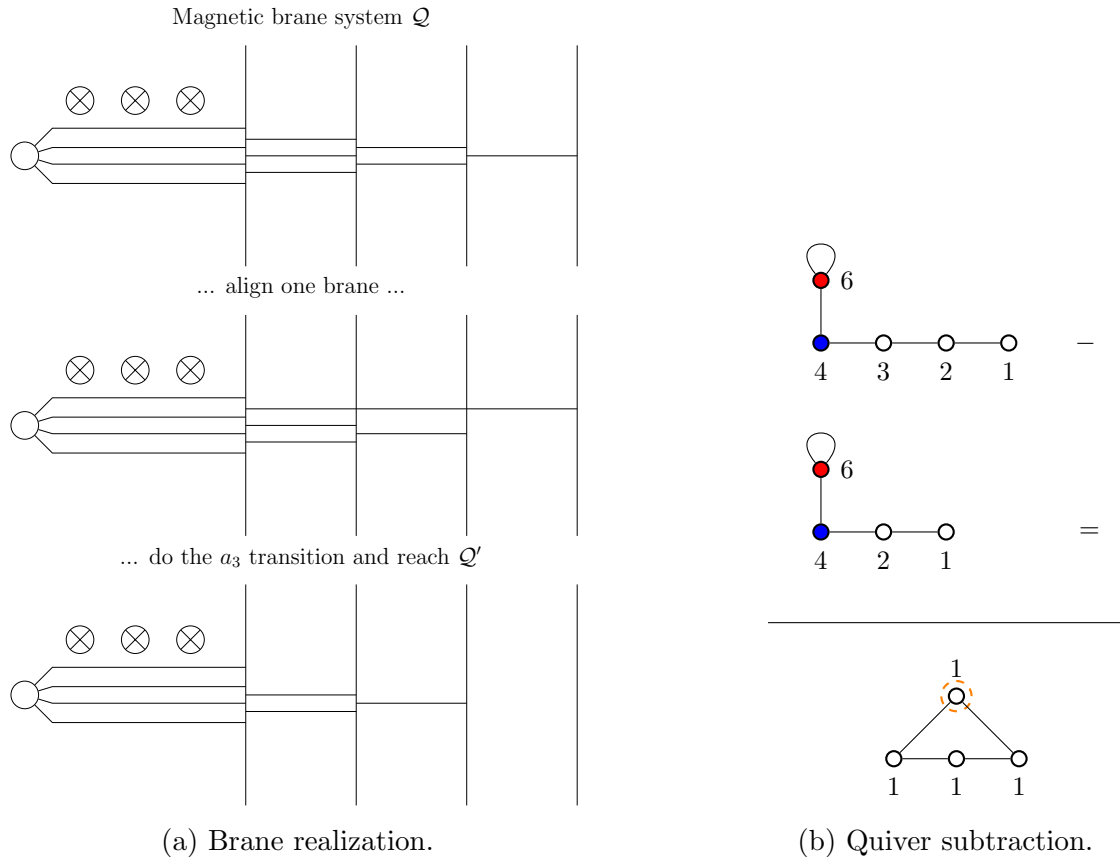 Magnetic brane system 𝒬
... align one brane ...
... do the a₃ transition and reach 𝒬′
(a) Brane realization.
6
4 3 2 1
−
6
4 2 1
=
1
1 1 1
(b) Quiver subtraction.